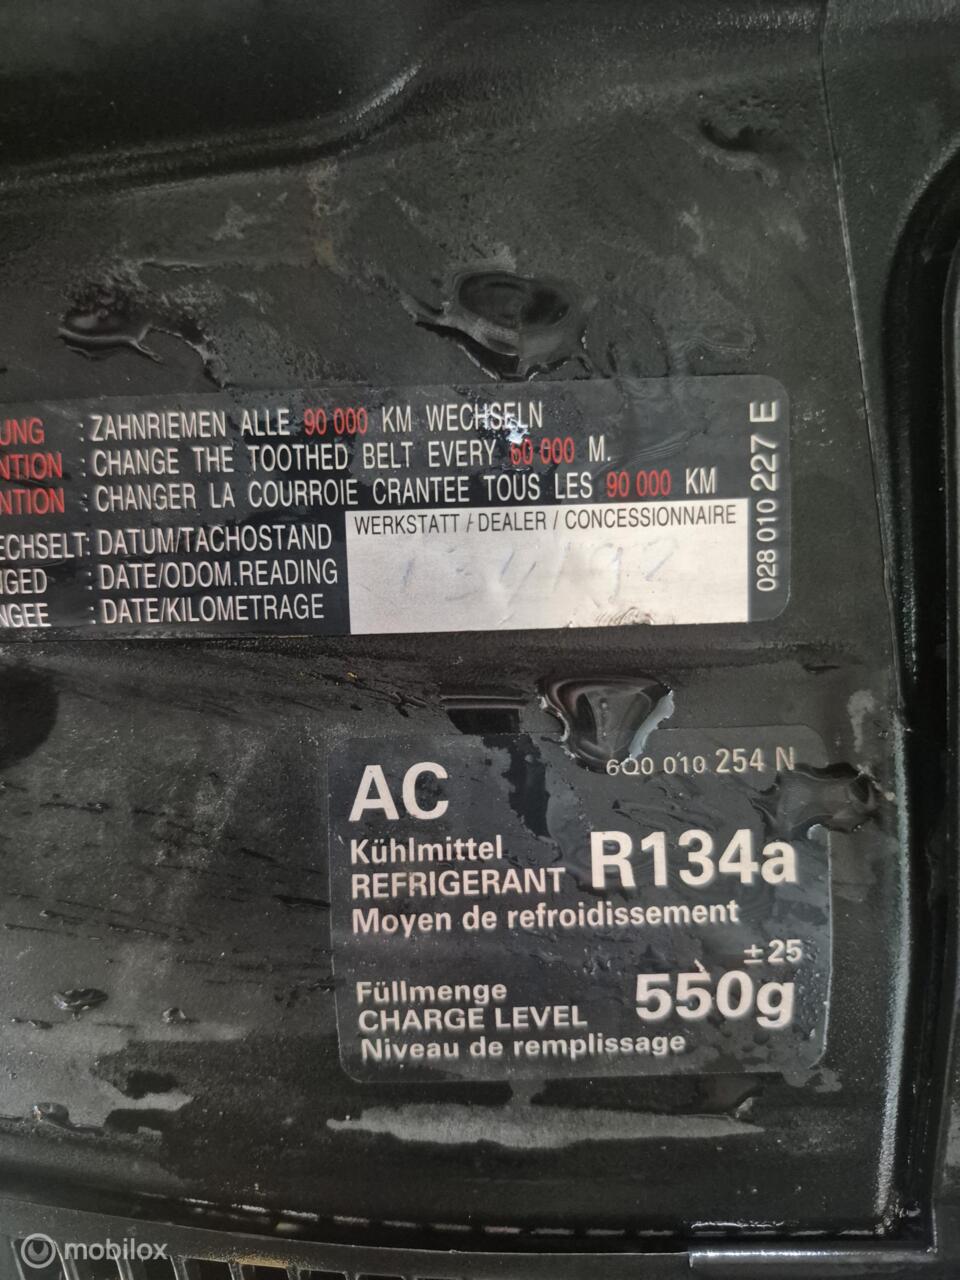 UNG : ZAHNRIEMEN ALLE 90 000 KM WECHSELN
NTION : CHANGE THE TOOTHED BELT EVERY 60 000 M.
NTION : CHANGER LA COURROIE CRANTEE TOUS LES 90 000 KM
ECHSELT: DATUM/TACHOSTAND
NGED : DATE/ODOM.READING
NGEE : DATE/KILOMETRAGE
WERKSTATT / DEALER / CONCESSIONNAIRE
028 010 227 E
6Q0 010 254 N
AC
Kühlmittel
REFRIGERANT R134a
Moyen de refroidissement
±25
Füllmenge
CHARGE LEVEL 550g
Niveau de remplissage
mobilox